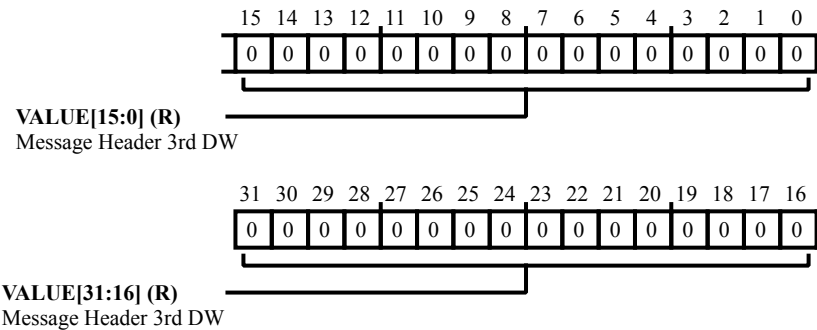 15 14 13 12 11 10 9 8 7 6 5 4 3 2 1 0
0 0 0 0 0 0 0 0 0 0 0 0 0 0 0 0
VALUE[15:0] (R)
Message Header 3rd DW
31 30 29 28 27 26 25 24 23 22 21 20 19 18 17 16
0 0 0 0 0 0 0 0 0 0 0 0 0 0 0 0
VALUE[31:16] (R)
Message Header 3rd DW